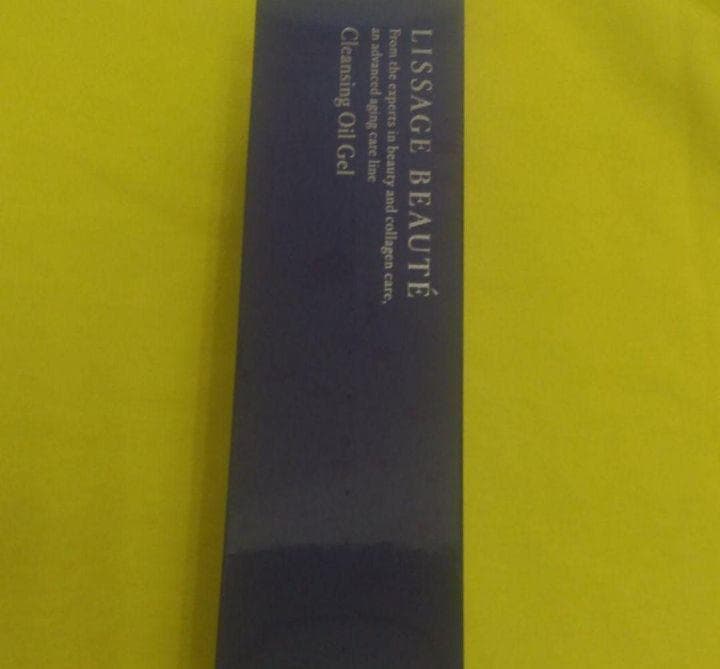 LISSAGE BEAUTÉ
From the experts in beauty and collagen care,
an advanced aging care line
Cleansing Oil Gel